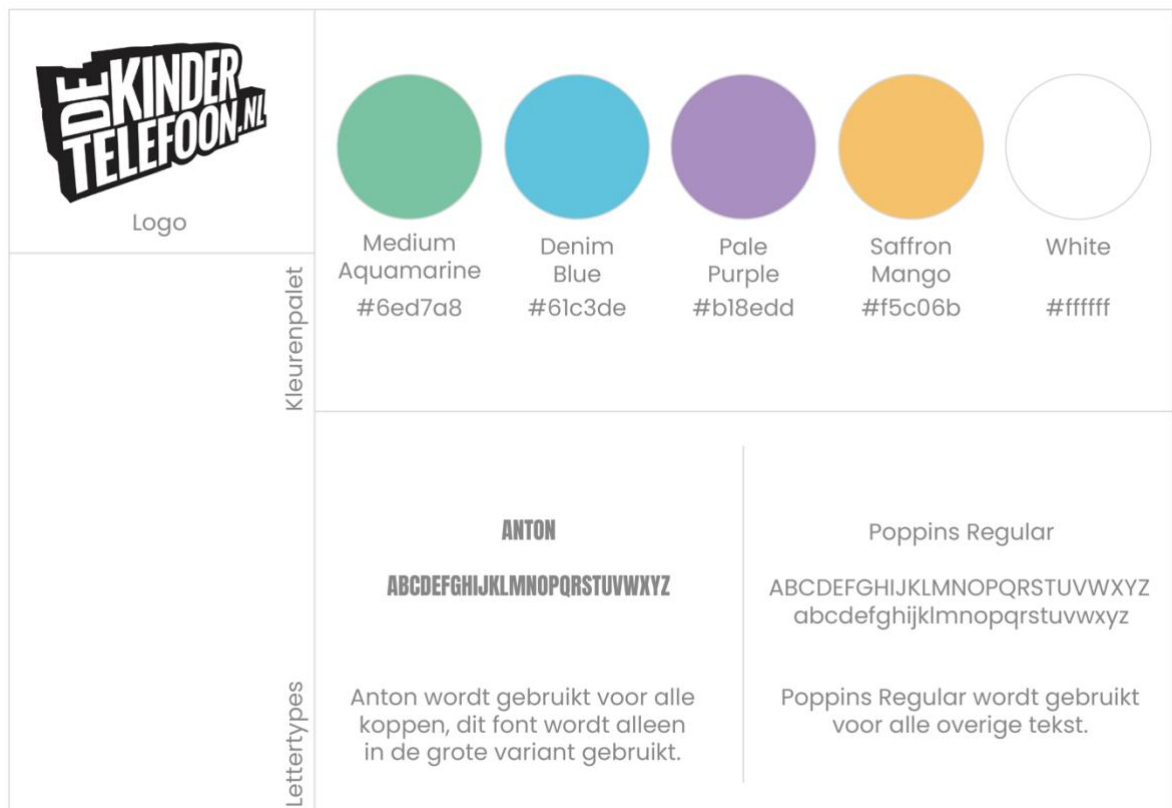 DE KINDER
TELEFOON.NL
Logo
Kleurenpalet
Medium
Aquamarine
#6ed7a8
Denim
Blue
#61c3de
Pale
Purple
#b18edd
Saffron
Mango
#f5c06b
White
#ffffff
Lettertypes
ANTON
ABCDEFGHIJKLMNOPQRSTUVWXYZ
Anton wordt gebruikt voor alle
koppen, dit font wordt alleen
in de grote variant gebruikt.
Poppins Regular
ABCDEFGHIJKLMNOPQRSTUVWXYZ
abcdefghijklmnopqrstuvwxyz
Poppins Regular wordt gebruikt
voor alle overige tekst.